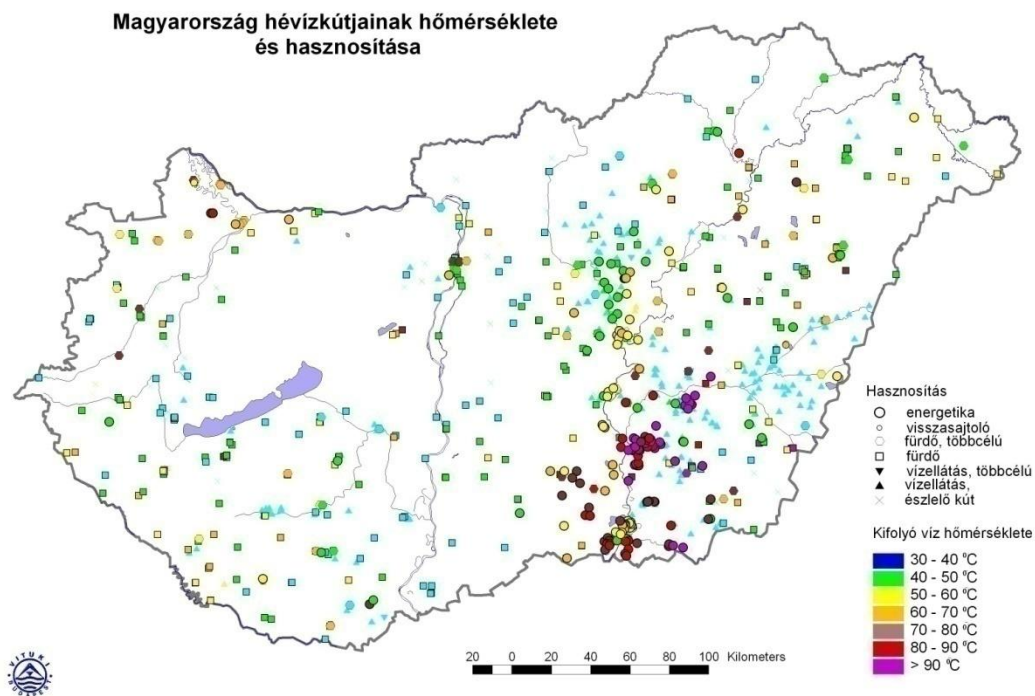 Magyarország hévízkútjainak hőmérséklete
és hasznosítása
Hasznosítás
energetika
visszasajtoló
fürdő, többcélú
fürdő
vízellátás, többcélú
vízellátás,
észlelő kút
Kifolyó víz hőmérséklete
30 - 40 °C
40 - 50 °C
50 - 60 °C
60 - 70 °C
70 - 80 °C
80 - 90 °C
> 90 °C
20 0 20 40 60 80 100 Kilometers
VITUKI
BUDAPEST